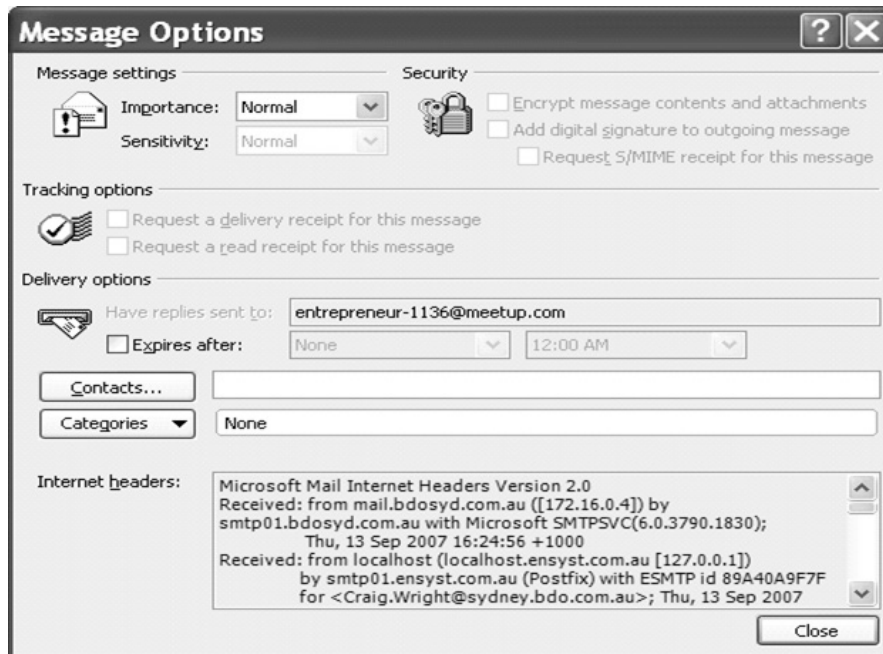 Message Options
Message settings
Security
Importance: Normal
Sensitivity: Normal
Encrypt message contents and attachments
Add digital signature to outgoing message
Request S/MIME receipt for this message
Tracking options
Request a delivery receipt for this message
Request a read receipt for this message
Delivery options
Have replies sent to: entrepreneur-1136@meetup.com
Expires after: None 12:00 AM
Contacts...
Categories None
Internet headers:
Microsoft Mail Internet Headers Version 2.0
Received: from mail.bdosyd.com.au ([172.16.0.4]) by
smtp01.bdosyd.com.au with Microsoft SMTPSVC(6.0.3790.1830);
Thu, 13 Sep 2007 16:24:56 +1000
Received: from localhost (localhost.ensyst.com.au [127.0.0.1])
by smtp01.ensyst.com.au (Postfix) with ESMTP id 89A40A9F7F
for <Craig.Wright@sydney.bdo.com.au>; Thu, 13 Sep 2007
Close